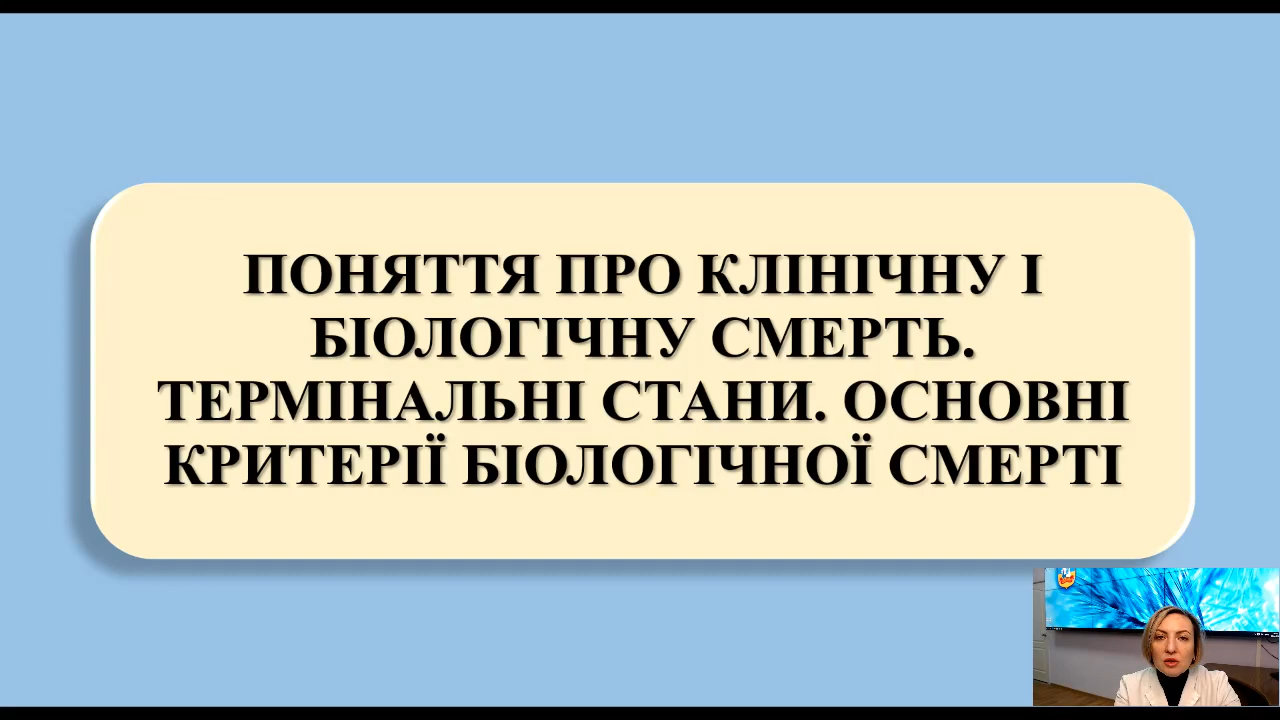 ПОНЯТТЯ ПРО КЛІНІЧНУ І
БІОЛОГІЧНУ СМЕРТЬ.
ТЕРМІНАЛЬНІ СТАНИ. ОСНОВНІ
КРИТЕРІЇ БІОЛОГІЧНОЇ СМЕРТІ